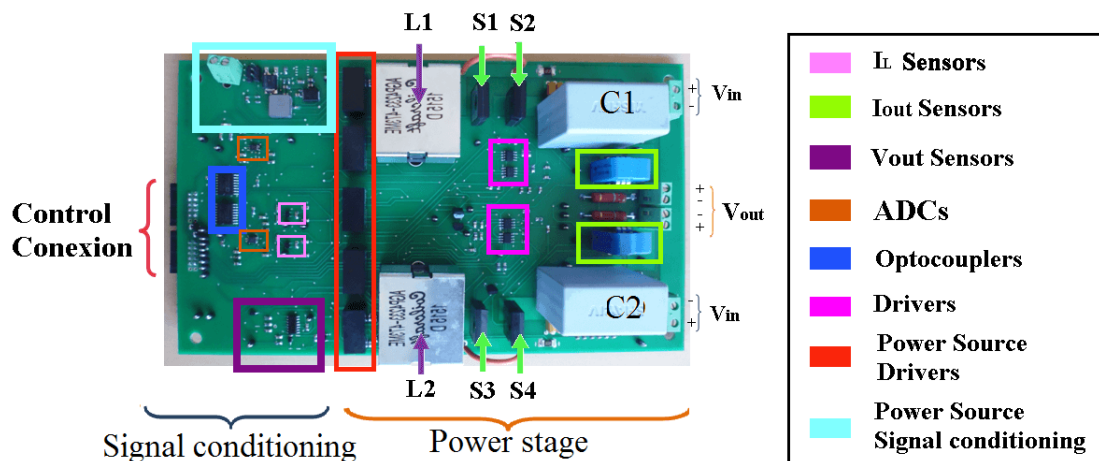 L1 S1 S2
C1
+
Vin
-
Control
Conexion
+
-
Vout
-
+
C2
-
Vin
+
L2 S3 S4
Signal conditioning
Power stage
IL Sensors
Iout Sensors
Vout Sensors
ADCs
Optocouplers
Drivers
Power Source
Drivers
Power Source
Signal conditioning